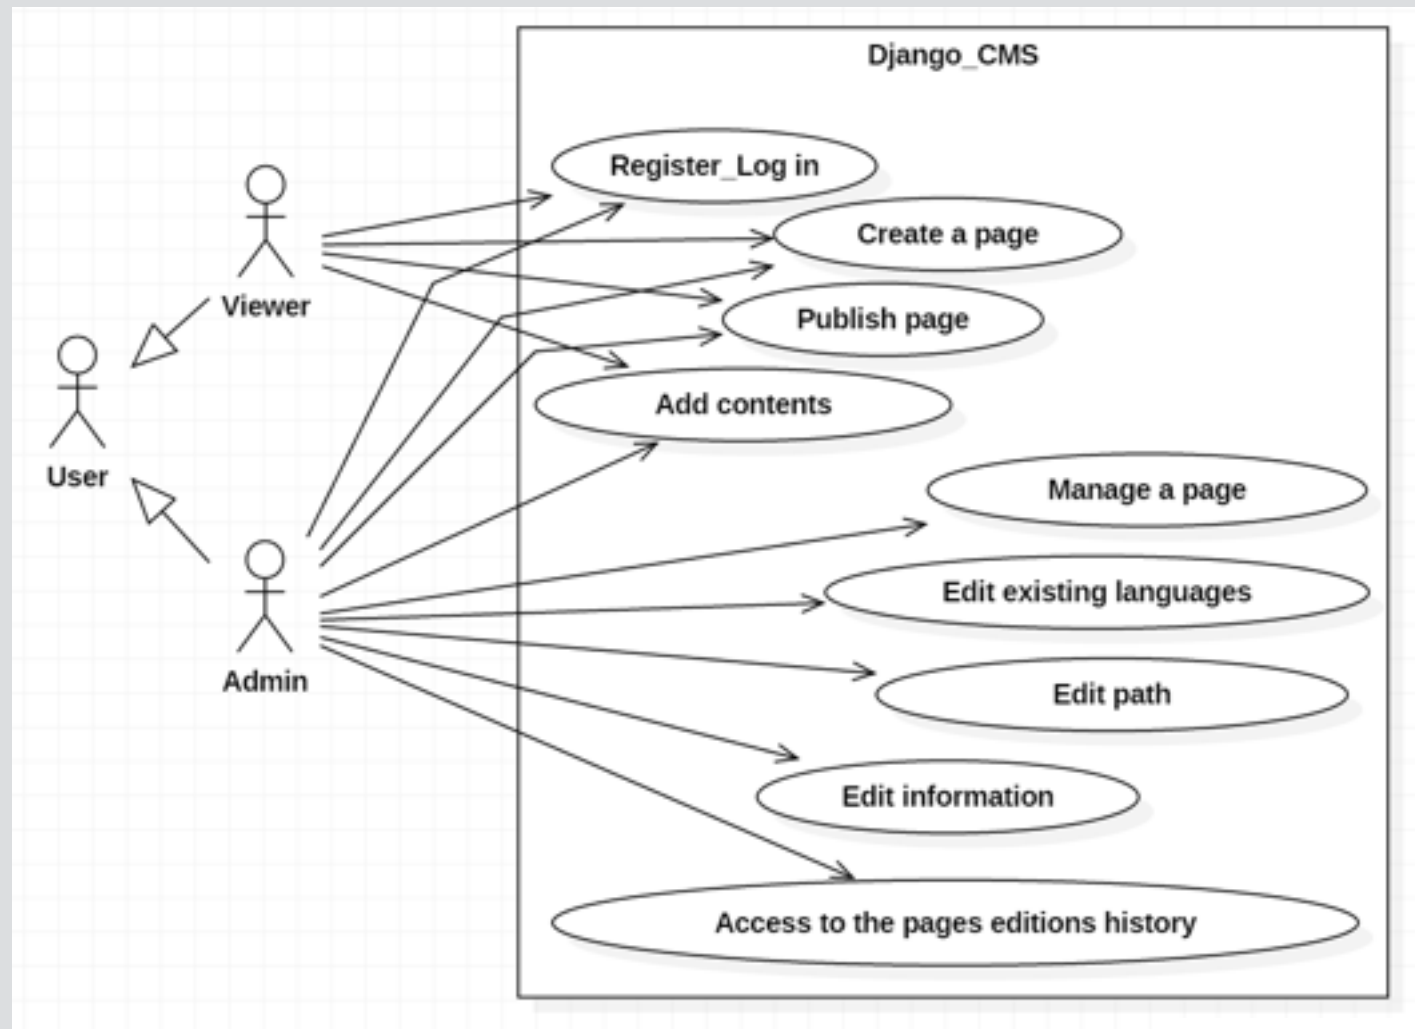 Django_CMS
Register_Log in
Create a page
Viewer
Publish page
Add contents
User
Manage a page
Edit existing languages
Admin
Edit path
Edit information
Access to the pages editions history